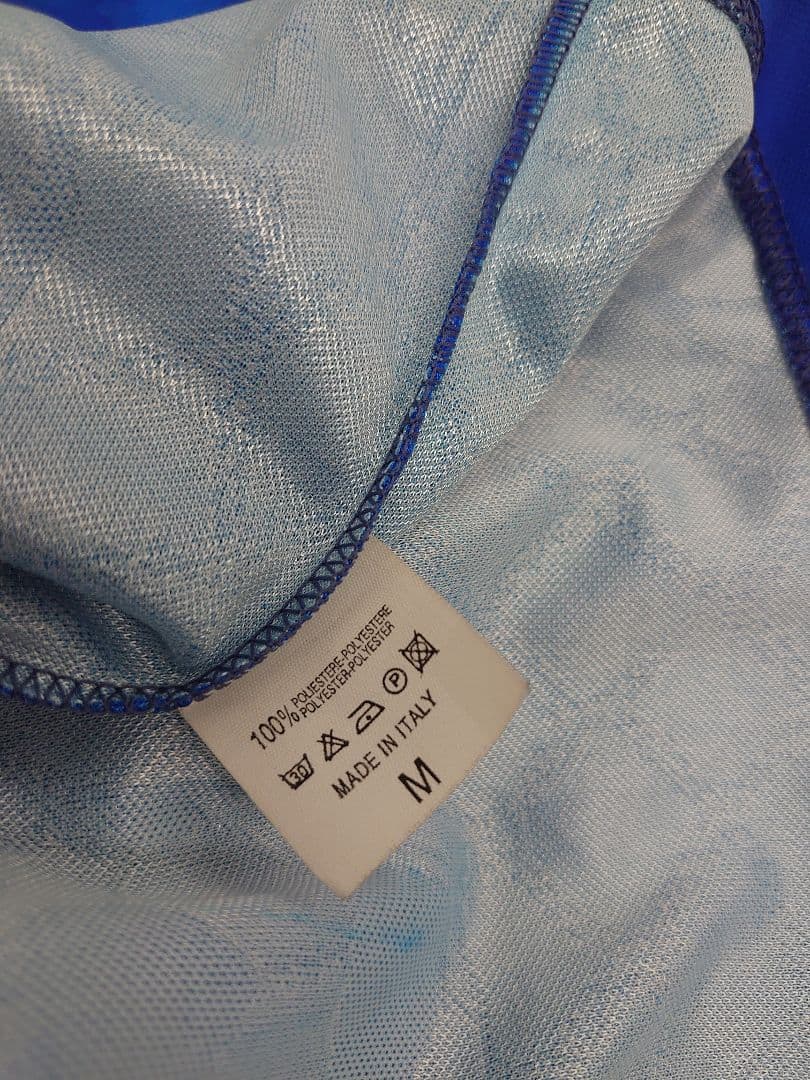 100% POLIESTERE-POLYESTERE
POLYESTER-POLYESTER
30 P
MADE IN ITALY
M